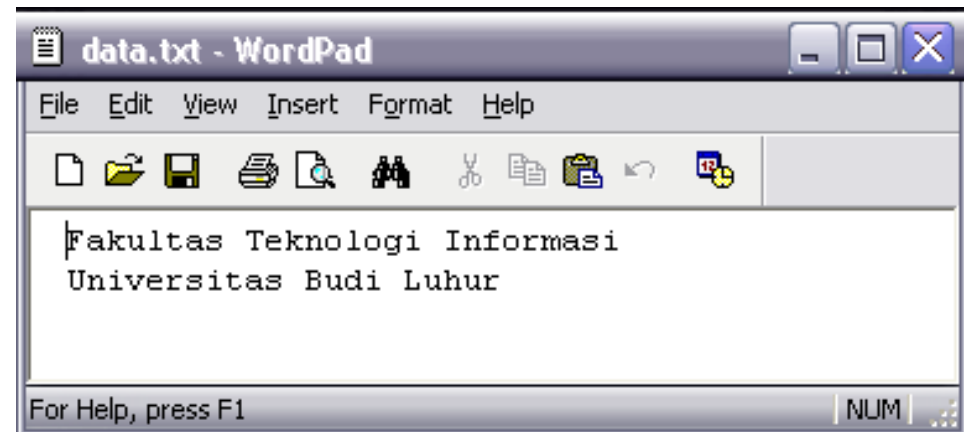 data.txt - WordPad
File Edit View Insert Format Help
12
Fakultas Teknologi Informasi
Universitas Budi Luhur
For Help, press F1
NUM